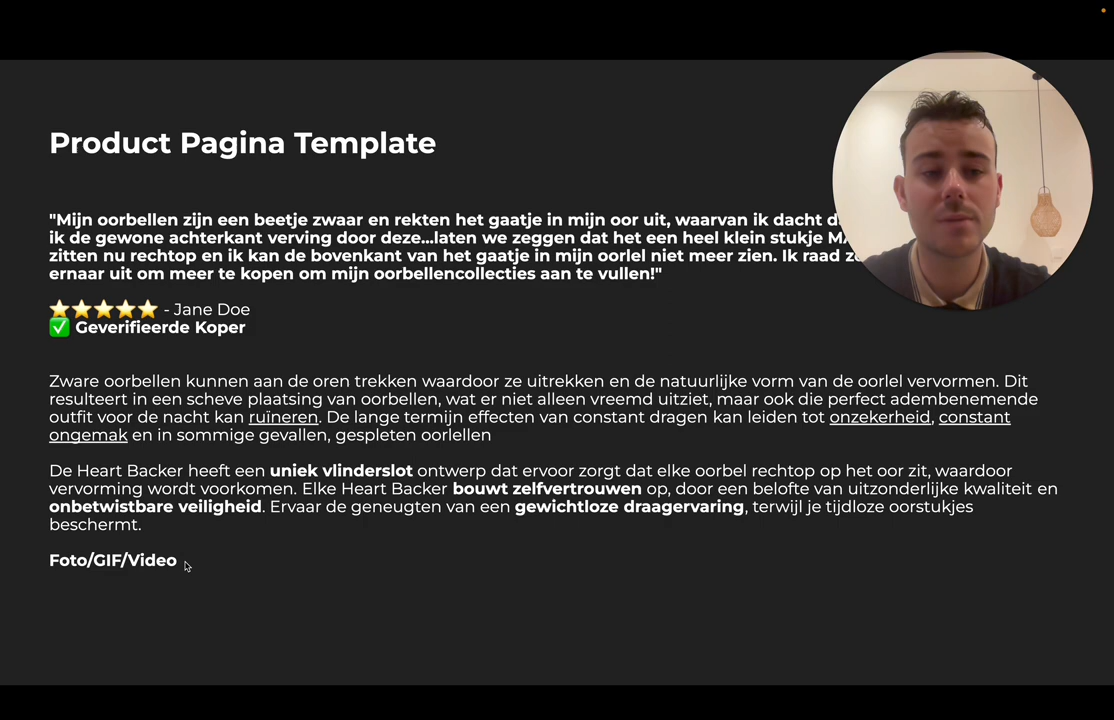 Product Pagina Template
"Mijn oorbellen zijn een beetje zwaar en rekten het gaatje in mijn oor uit, waarvan ik dacht
ik de gewone achterkant verving door deze...laten we zeggen dat het een heel klein stukje
zitten nu rechtop en ik kan de bovenkant van het gaatje in mijn oorlel niet meer zien. Ik raad
ernaar uit om meer te kopen om mijn oorbellencollecties aan te vullen!"
⭐⭐⭐⭐⭐ - Jane Doe
✅ Geverifieerde Koper
Zware oorbellen kunnen aan de oren trekken waardoor ze uitrekken en de natuurlijke vorm van de oorlel vervormen. Dit
resulteert in een scheve plaatsing van oorbellen, wat er niet alleen vreemd uitziet, maar ook die perfect adembenemende
outfit voor de nacht kan ruïneren. De lange termijn effecten van constant dragen kan leiden tot onzekerheid, constant
ongemak en in sommige gevallen, gespleten oorlellen
De Heart Backer heeft een uniek vlinderslot ontwerp dat ervoor zorgt dat elke oorbel rechtop op het oor zit, waardoor
vervorming wordt voorkomen. Elke Heart Backer bouwt zelfvertrouwen op, door een belofte van uitzonderlijke kwaliteit en
onbetwistbare veiligheid. Ervaar de geneugten van een gewichtloze draagervaring, terwijl je tijdloze oorstukjes
beschermt.
Foto/GIF/Video